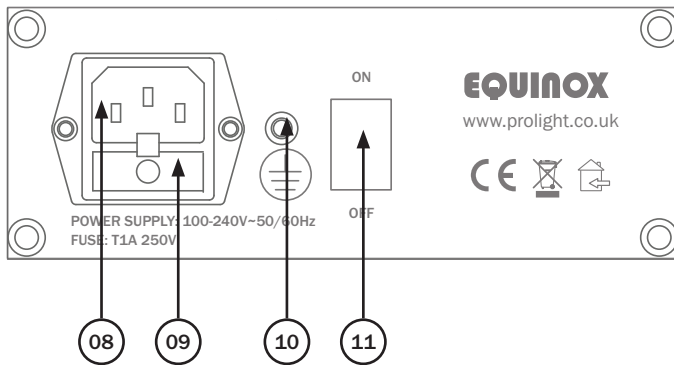 ON
EQUINOX
www.prolight.co.uk
CE
OFF
POWER SUPPLY: 100-240V~50/60Hz
FUSE: T1A 250V
08
09
10
11